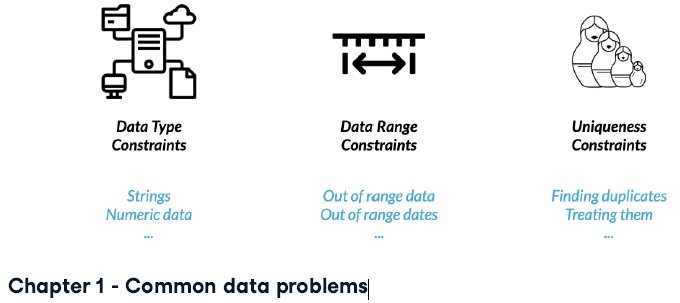 Data Type
Constraints
Data Range
Constraints
Uniqueness
Constraints
Strings
Numeric data
...
Out of range data
Out of range dates
...
Finding duplicates
Treating them
...
Chapter 1 - Common data problems